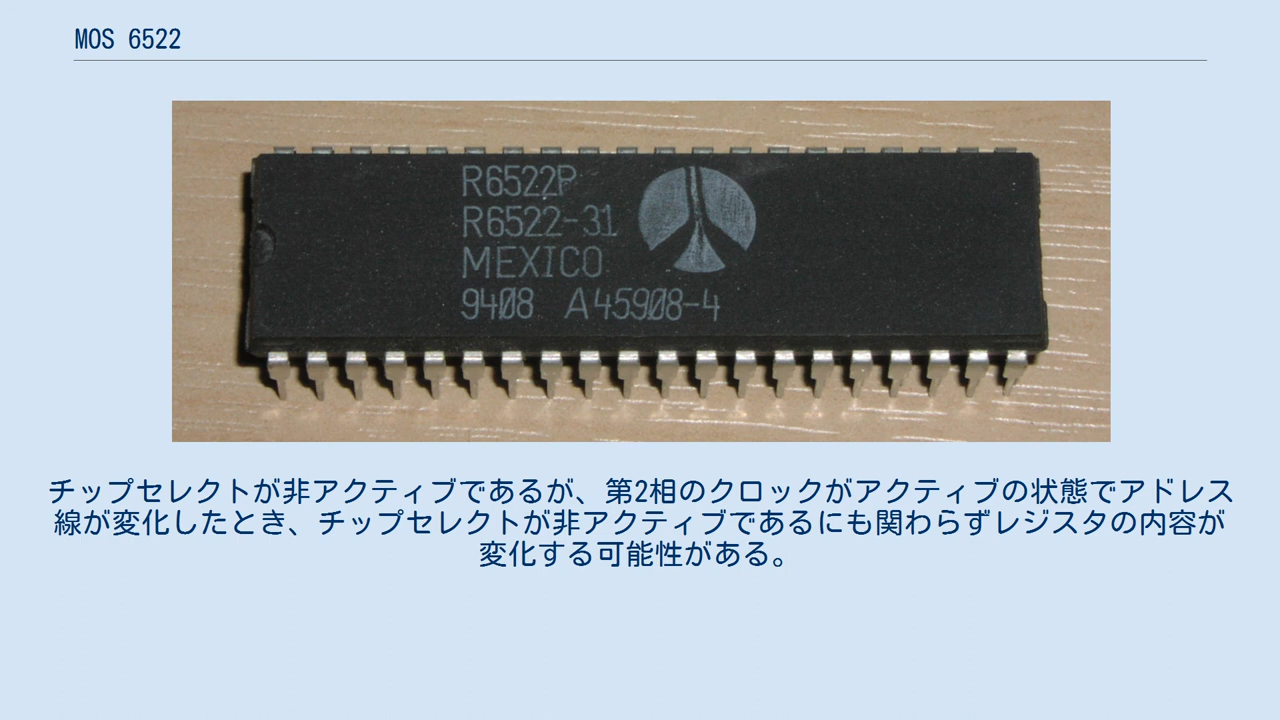 MOS 6522
R6522P
R6522-31
MEXICO
9408 A45908-4
チップセレクトが非アクティブであるが、第2相のクロックがアクティブの状態でアドレス
線が変化したとき、チップセレクトが非アクティブであるにも関わらずレジスタの内容が
変化する可能性がある。